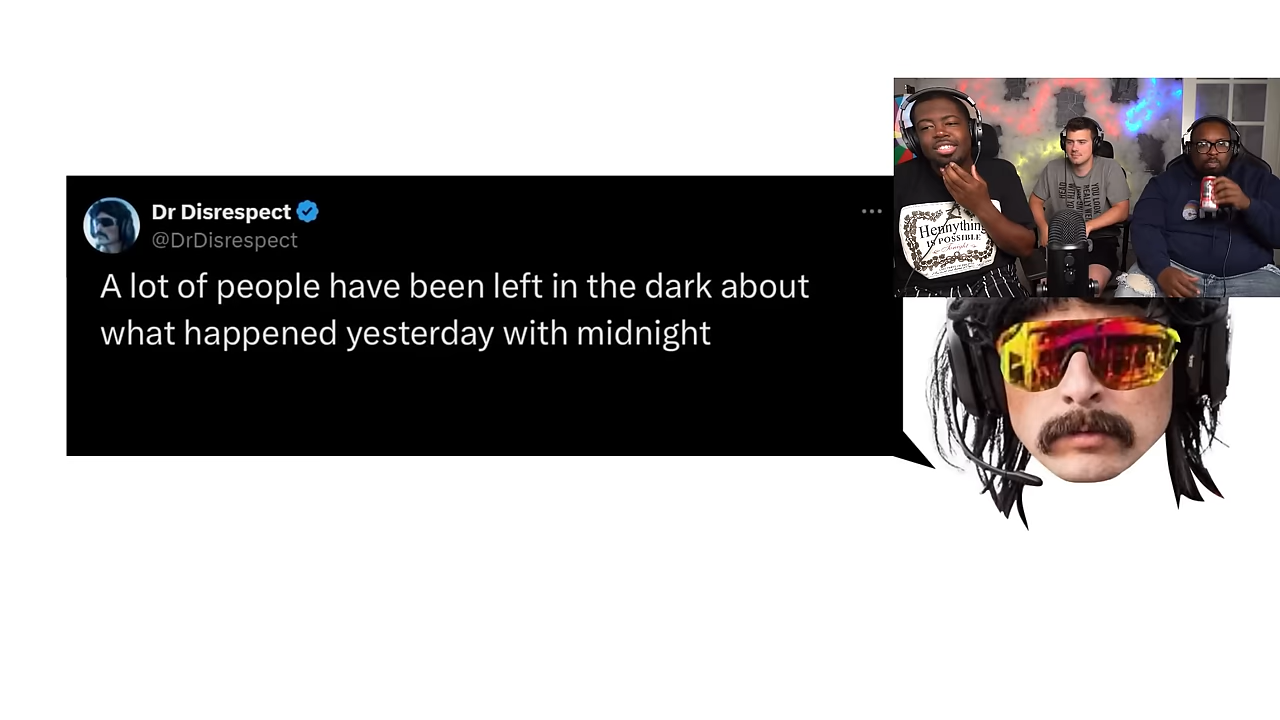 Dr Disrespect
@DrDisrespect
A lot of people have been left in the dark about
what happened yesterday with midnight
Hennything
IS POSSIBLE
Tonight